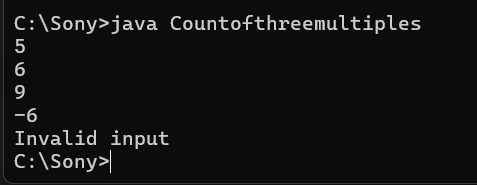 C:\Sony>java Countofthreemultiples
5
6
9
-6
Invalid input
C:\Sony>